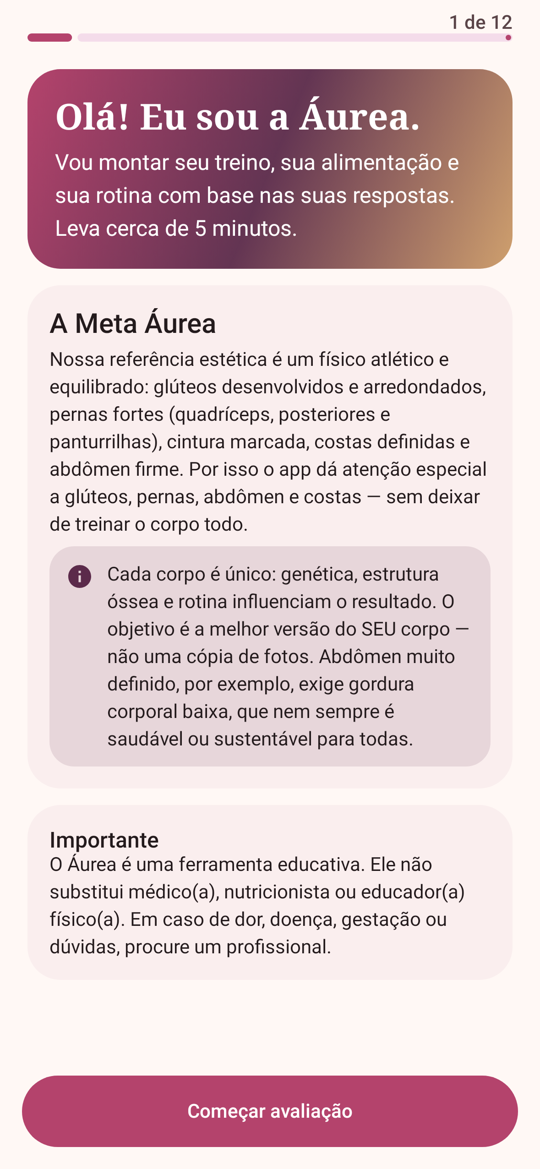 1 de 12
Olá! Eu sou a Áurea.
Vou montar seu treino, sua alimentação e
sua rotina com base nas suas respostas.
Leva cerca de 5 minutos.
A Meta Áurea
Nossa referência estética é um físico atlético e
equilibrado: glúteos desenvolvidos e arredondados,
pernas fortes (quadríceps, posteriores e
panturrilhas), cintura marcada, costas definidas e
abdômen firme. Por isso o app dá atenção especial
a glúteos, pernas, abdômen e costas — sem deixar
de treinar o corpo todo.
Cada corpo é único: genética, estrutura
óssea e rotina influenciam o resultado. O
objetivo é a melhor versão do SEU corpo —
não uma cópia de fotos. Abdômen muito
definido, por exemplo, exige gordura
corporal baixa, que nem sempre é
saudável ou sustentável para todas.
Importante
O Áurea é uma ferramenta educativa. Ele não
substitui médico(a), nutricionista ou educador(a)
físico(a). Em caso de dor, doença, gestação ou
dúvidas, procure um profissional.
Começar avaliação